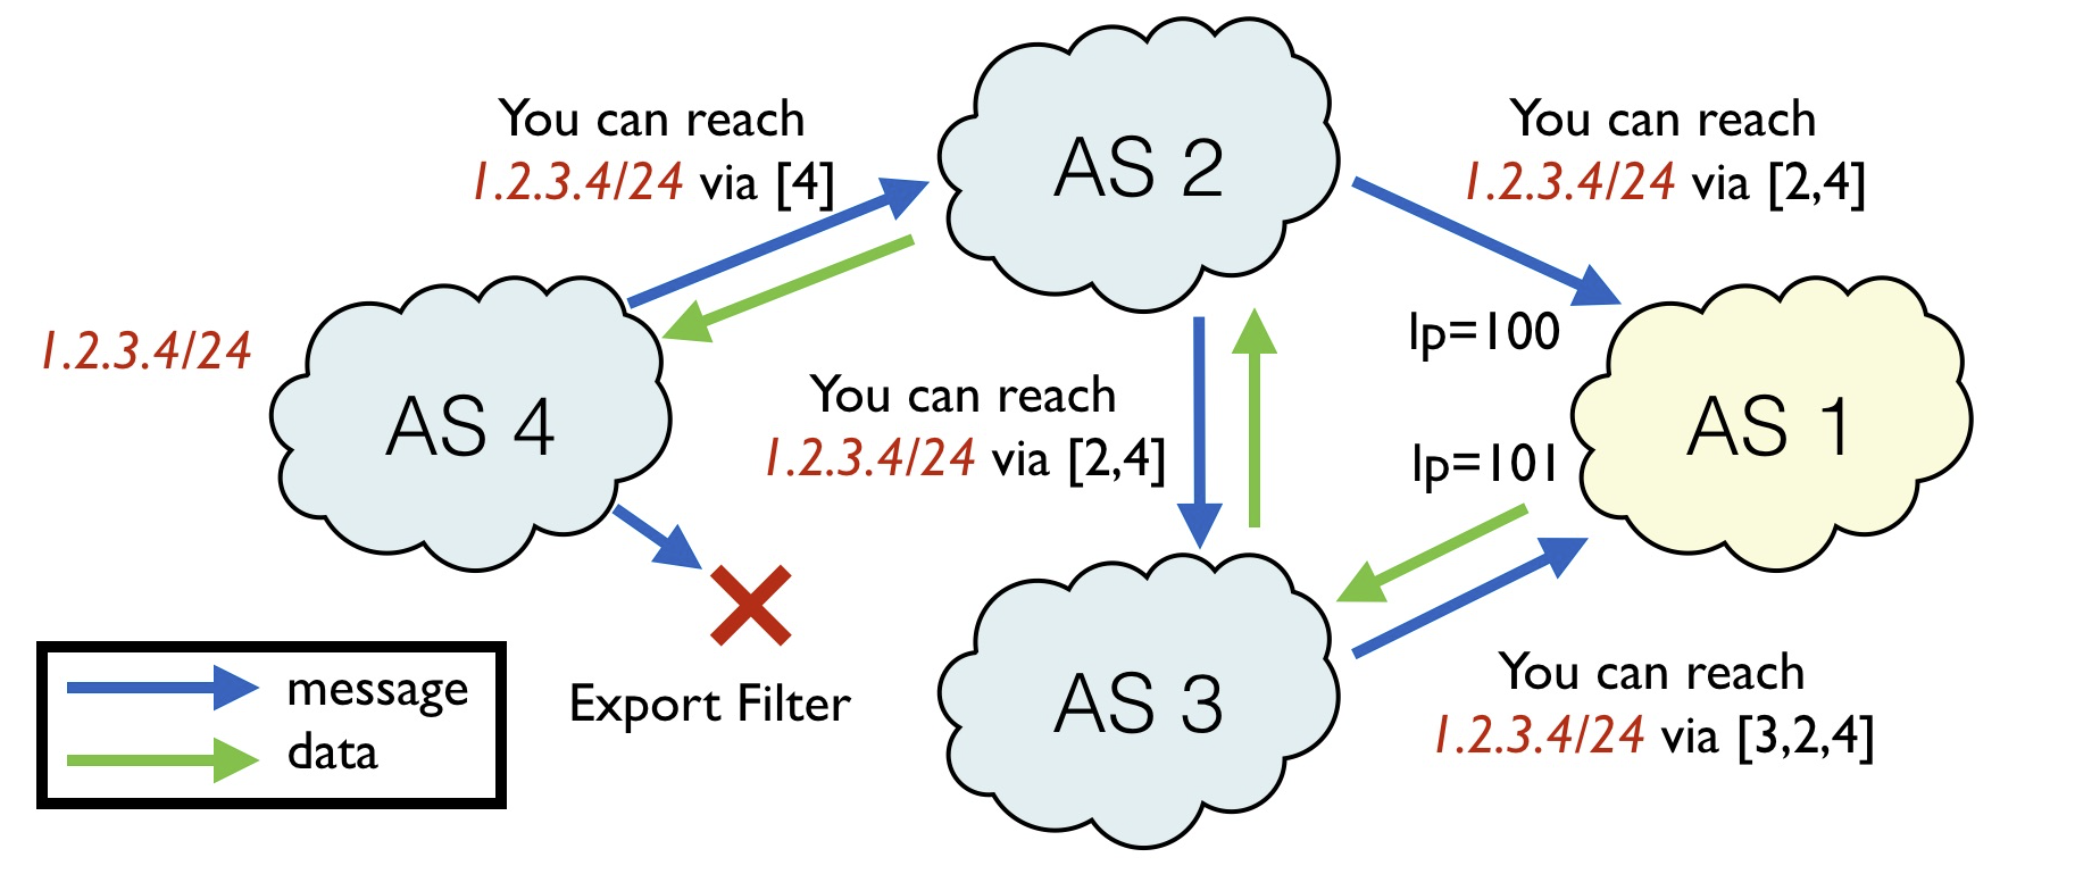 You can reach
1.2.3.4/24 via [4]
AS 2
You can reach
1.2.3.4/24 via [2,4]
1.2.3.4/24
AS 4
You can reach
1.2.3.4/24 via [2,4]
lp=100
lp=101
AS 1
Export Filter
AS 3
You can reach
1.2.3.4/24 via [3,2,4]
message
data